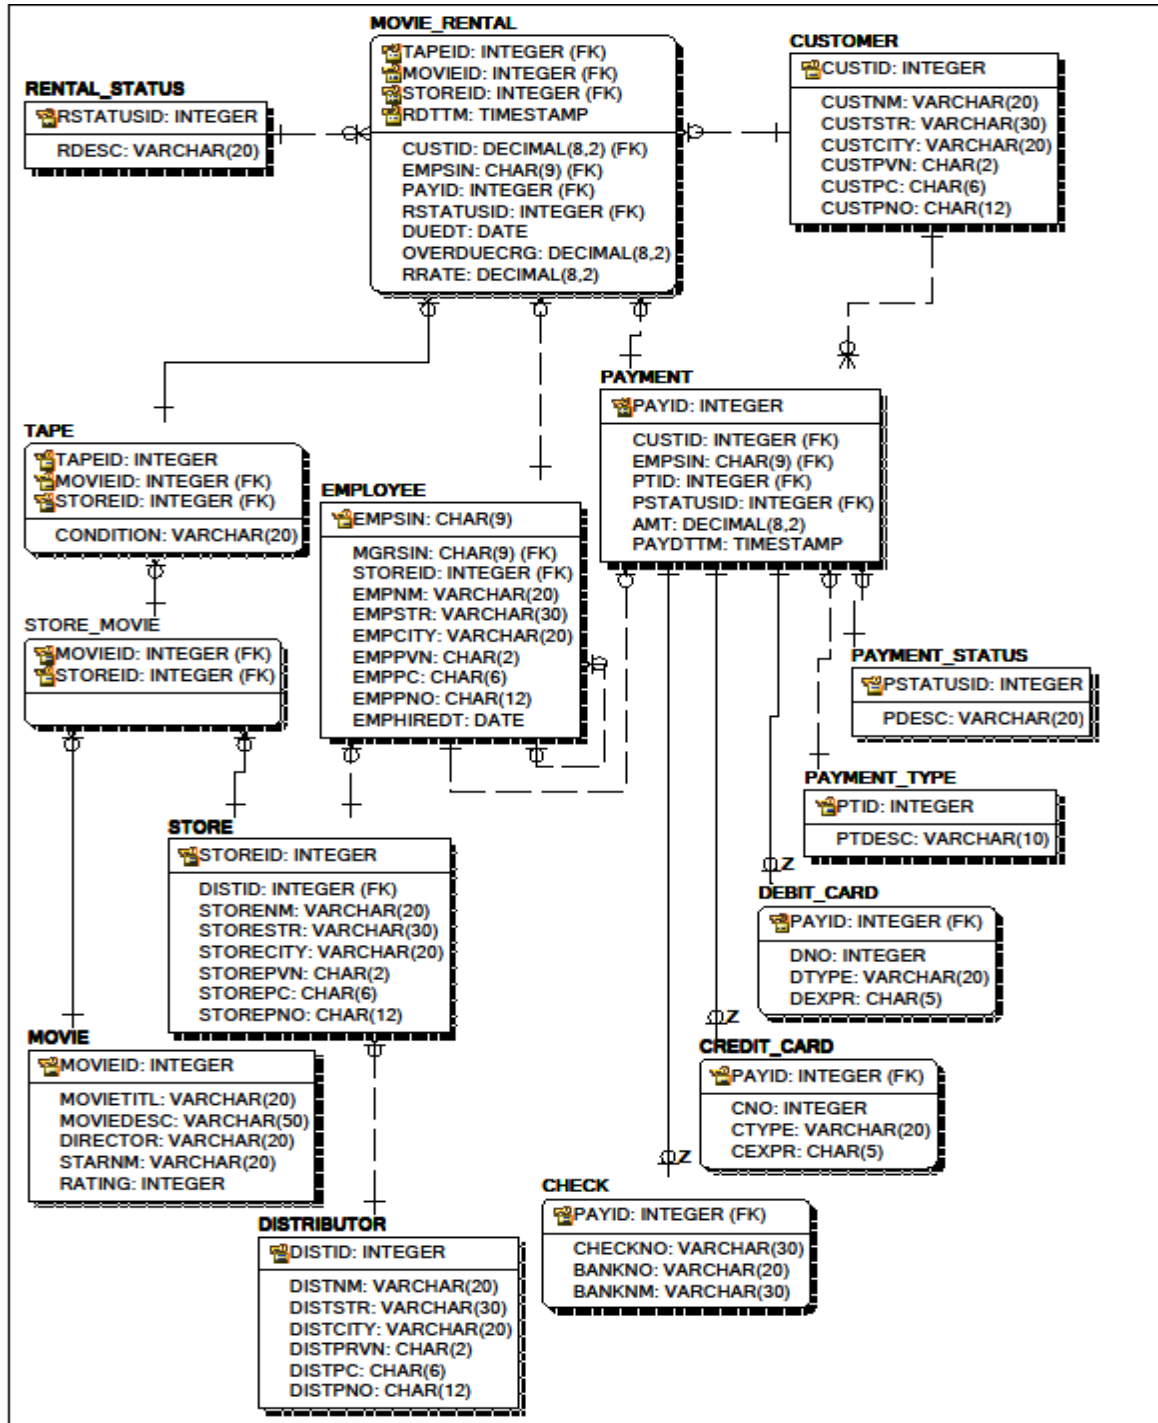 MOVIE_RENTAL
TAPEID: INTEGER (FK)
MOVIEID: INTEGER (FK)
STOREID: INTEGER (FK)
RDTTM: TIMESTAMP
CUSTID: DECIMAL(8,2) (FK)
EMPSIN: CHAR(9) (FK)
PAYID: INTEGER (FK)
RSTATUSID: INTEGER (FK)
DUEDT: DATE
OVERDUECRG: DECIMAL(8,2)
RRATE: DECIMAL(8,2)
CUSTOMER
CUSTID: INTEGER
CUSTNM: VARCHAR(20)
CUSTSTR: VARCHAR(30)
CUSTCITY: VARCHAR(20)
CUSTPVN: CHAR(2)
CUSTPC: CHAR(6)
CUSTPNO: CHAR(12)
RENTAL_STATUS
RSTATUSID: INTEGER
RDESC: VARCHAR(20)
PAYMENT
PAYID: INTEGER
CUSTID: INTEGER (FK)
EMPSIN: CHAR(9) (FK)
PTID: INTEGER (FK)
PSTATUSID: INTEGER (FK)
AMT: DECIMAL(8,2)
PAYDTTM: TIMESTAMP
TAPE
TAPEID: INTEGER
MOVIEID: INTEGER (FK)
STOREID: INTEGER (FK)
CONDITION: VARCHAR(20)
EMPLOYEE
EMPSIN: CHAR(9)
MGRSIN: CHAR(9) (FK)
STOREID: INTEGER (FK)
EMPNM: VARCHAR(20)
EMPSTR: VARCHAR(30)
EMPCITY: VARCHAR(20)
EMPPVN: CHAR(2)
EMPPC: CHAR(6)
EMPPNO: CHAR(12)
EMPHIREDT: DATE
STORE_MOVIE
MOVIEID: INTEGER (FK)
STOREID: INTEGER (FK)
PAYMENT_STATUS
PSTATUSID: INTEGER
PDESC: VARCHAR(20)
PAYMENT_TYPE
PTID: INTEGER
PTDESC: VARCHAR(10)
STORE
STOREID: INTEGER
DISTID: INTEGER (FK)
STORENM: VARCHAR(20)
STORESTR: VARCHAR(30)
STORECITY: VARCHAR(20)
STOREPVN: CHAR(2)
STOREPC: CHAR(6)
STOREPNO: CHAR(12)
Z
DEBIT_CARD
PAYID: INTEGER (FK)
DNO: INTEGER
DTYPE: VARCHAR(20)
DEXPR: CHAR(5)
Z
CREDIT_CARD
PAYID: INTEGER (FK)
CNO: INTEGER
CTYPE: VARCHAR(20)
CEXPR: CHAR(5)
MOVIE
MOVIEID: INTEGER
MOVIETITL: VARCHAR(20)
MOVIEDESC: VARCHAR(50)
DIRECTOR: VARCHAR(20)
STARNM: VARCHAR(20)
RATING: INTEGER
Z
CHECK
PAYID: INTEGER (FK)
CHECKNO: VARCHAR(30)
BANKNO: VARCHAR(20)
BANKNM: VARCHAR(30)
DISTRIBUTOR
DISTID: INTEGER
DISTNM: VARCHAR(20)
DISTSTR: VARCHAR(30)
DISTCITY: VARCHAR(20)
DISTPRVN: CHAR(2)
DISTPC: CHAR(6)
DISTPNO: CHAR(12)